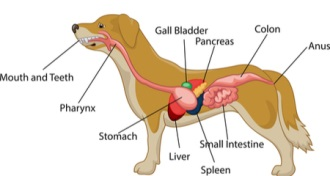 Gall Bladder
Colon
Pancreas
Anus
Mouth and Teeth
Pharynx
Stomach
Small Intestine
Liver
Spleen